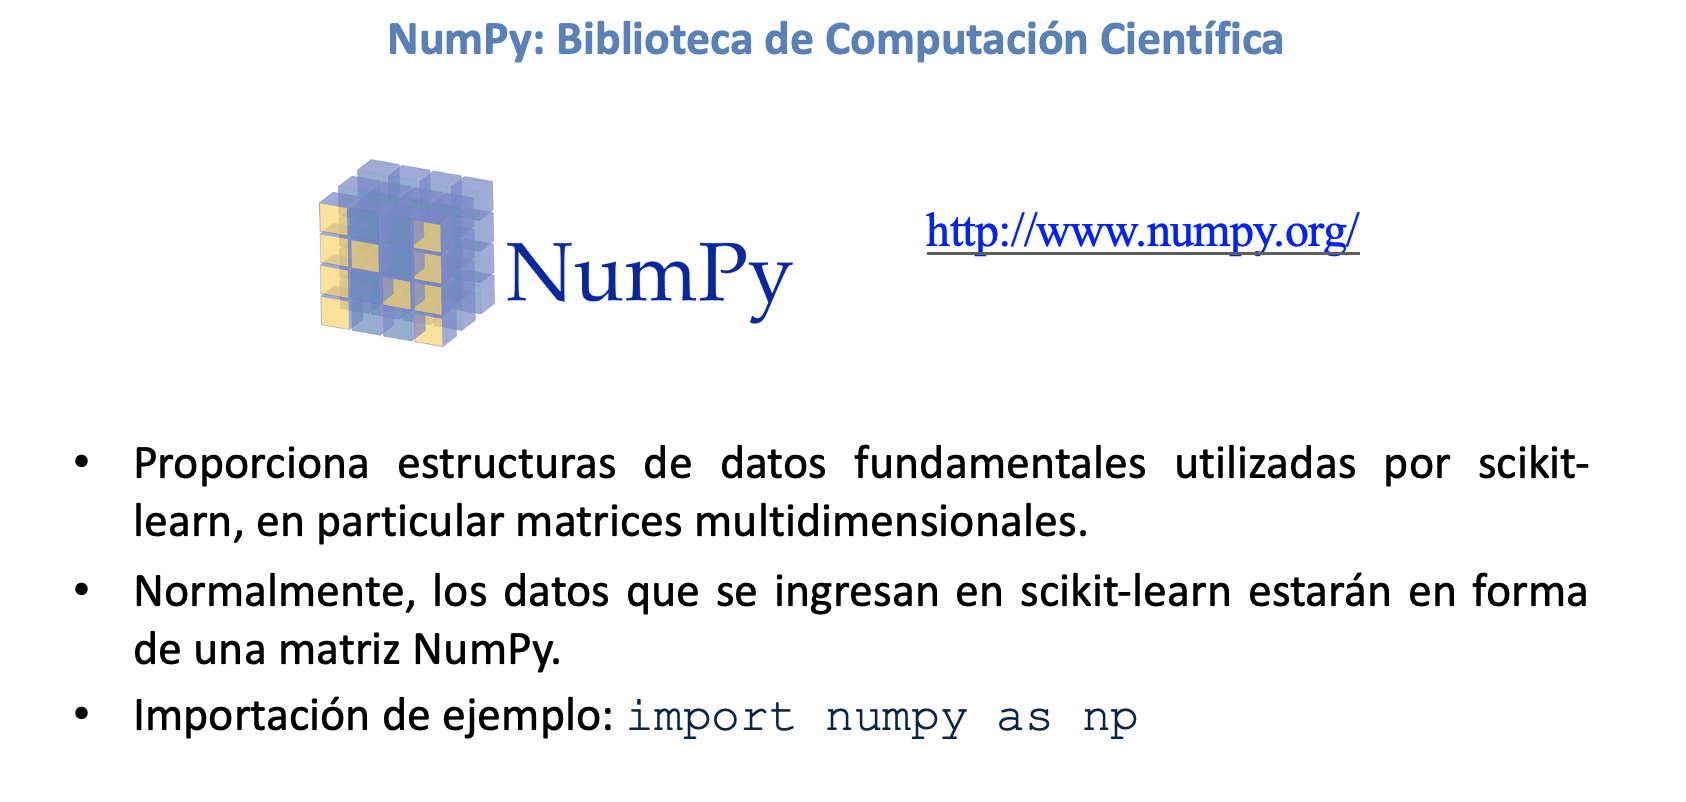 NumPy: Biblioteca de Computación Científica
NumPy
http://www.numpy.org/
• Proporciona estructuras de datos fundamentales utilizadas por scikit-
learn, en particular matrices multidimensionales.
• Normalmente, los datos que se ingresan en scikit-learn estarán en forma
de una matriz NumPy.
• Importación de ejemplo: import numpy as np